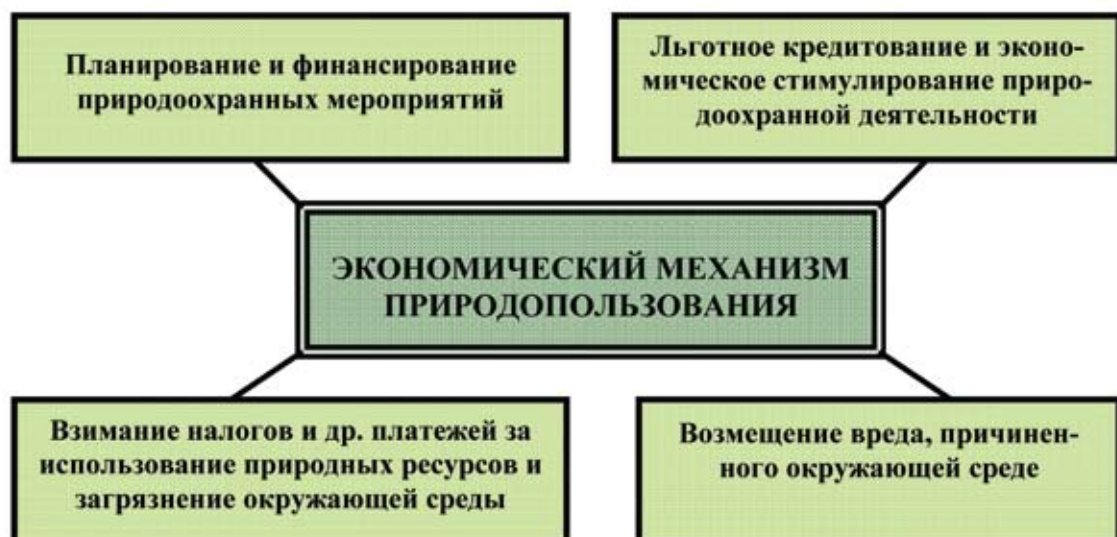 Планирование и финансирование
природоохранных мероприятий
Льготное кредитование и эконо-
мическое стимулирование приро-
доохранной деятельности
ЭКОНОМИЧЕСКИЙ МЕХАНИЗМ
ПРИРОДОПОЛЬЗОВАНИЯ
Взимание налогов и др. платежей за
использование природных ресурсов и
загрязнение окружающей среды
Возмещение вреда, причинен-
ного окружающей среде